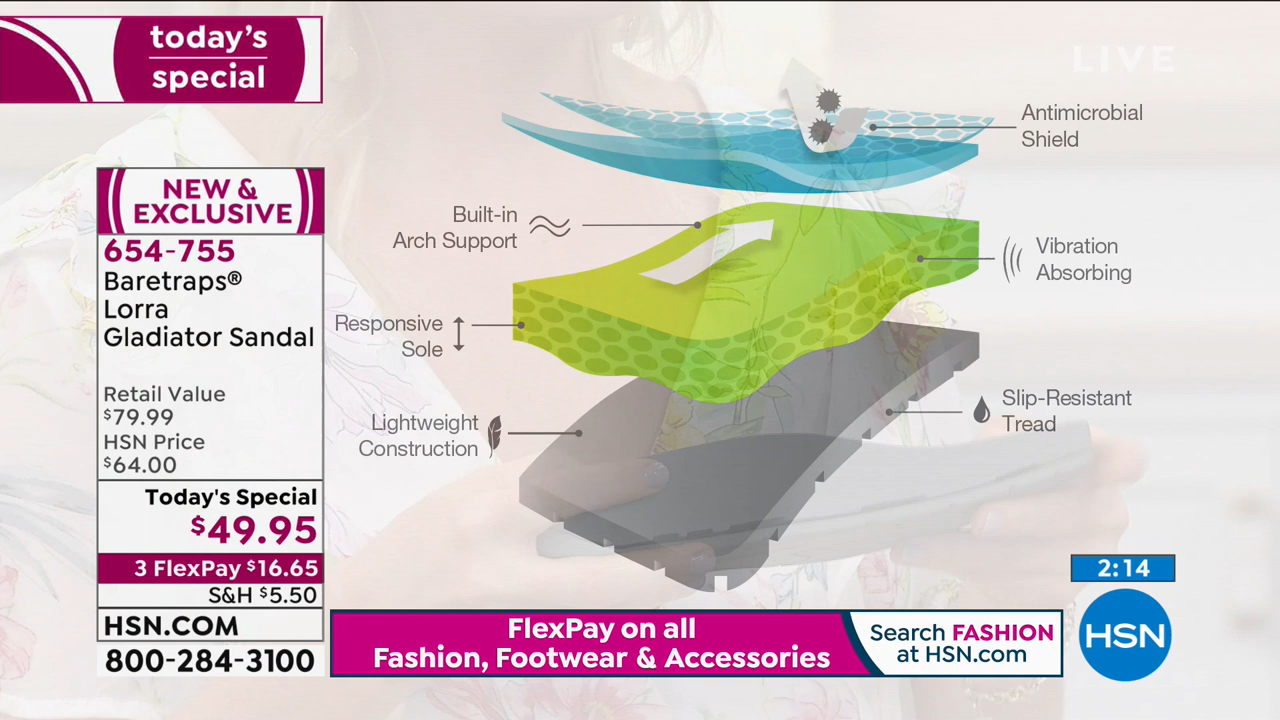 today's
special
LIVE
NEW &
EXCLUSIVE
654-755
Baretraps®
Lorra
Gladiator Sandal
Retail Value
$79.99
HSN Price
$64.00
Today's Special
$49.95
3 FlexPay $16.65
S&H $5.50
HSN.COM
800-284-3100
Antimicrobial
Shield
Built-in
Arch Support
Vibration
Absorbing
Responsive
Sole
Lightweight
Construction
Slip-Resistant
Tread
FlexPay on all
Fashion, Footwear & Accessories
Search FASHION
at HSN.com
2:14
HSN